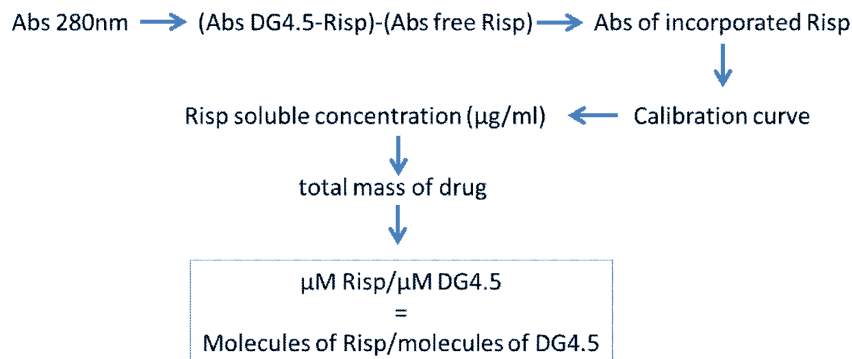 Abs 280nm
(Abs DG4.5-Risp)-(Abs free Risp)
Abs of incorporated Risp
Risp soluble concentration (µg/ml)
Calibration curve
total mass of drug
µM Risp/µM DG4.5
=
Molecules of Risp/molecules of DG4.5